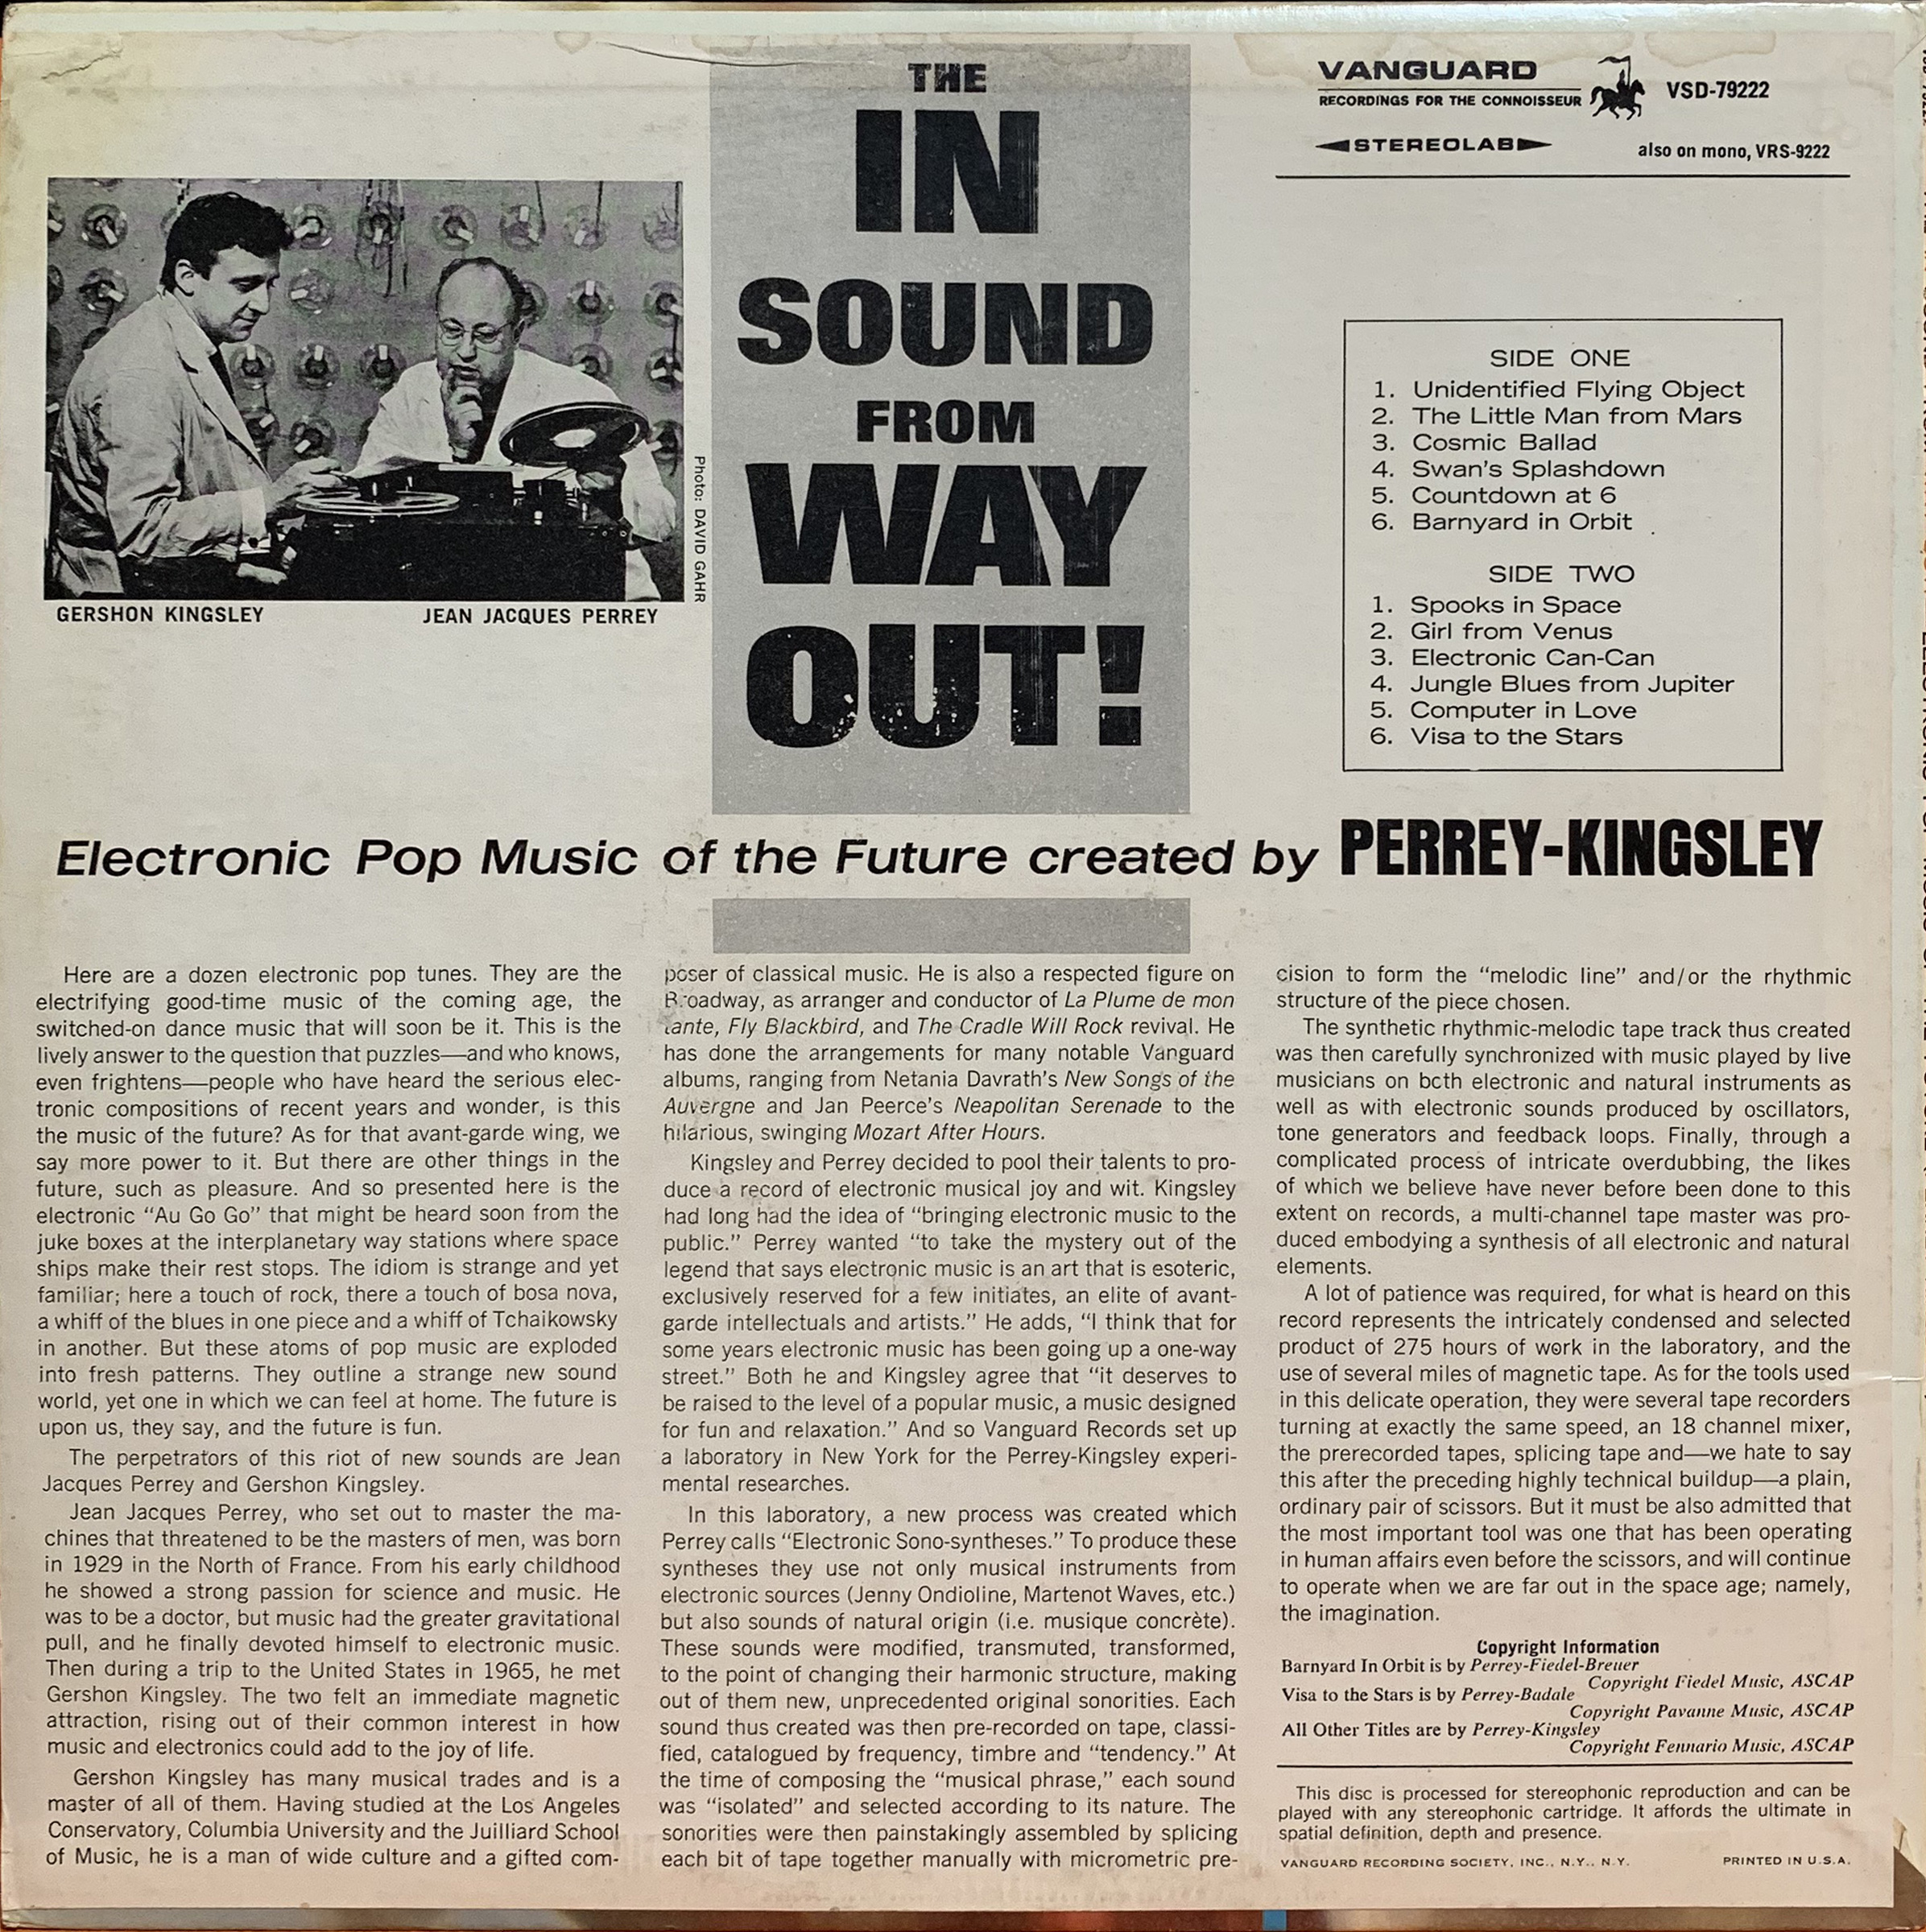 THE
IN
SOUND
FROM
WAY
OUT!
VANGUARD
RECORDINGS FOR THE CONNOISSEUR
VSD-79222
STEREOLAB
also on mono, VRS-9222
Photo: DAVID GAHR
GERSHON KINGSLEY
JEAN JACQUES PERREY
SIDE ONE
1. Unidentified Flying Object
2. The Little Man from Mars
3. Cosmic Ballad
4. Swan's Splashdown
5. Countdown at 6
6. Barnyard in Orbit
SIDE TWO
1. Spooks in Space
2. Girl from Venus
3. Electronic Can-Can
4. Jungle Blues from Jupiter
5. Computer in Love
6. Visa to the Stars
Electronic Pop Music of the Future created by PERREY-KINGSLEY
Here are a dozen electronic pop tunes. They are the
electrifying good-time music of the coming age, the
switched-on dance music that will soon be it. This is the
lively answer to the question that puzzles—and who knows,
even frightens—people who have heard the serious elec-
tronic compositions of recent years and wonder, is this
the music of the future? As for that avant-garde wing, we
say more power to it. But there are other things in the
future, such as pleasure. And so presented here is the
electronic "Au Go Go" that might be heard soon from the
juke boxes at the interplanetary way stations where space
ships make their rest stops. The idiom is strange and yet
familiar; here a touch of rock, there a touch of bosa nova,
a whiff of the blues in one piece and a whiff of Tchaikowsky
in another. But these atoms of pop music are exploded
into fresh patterns. They outline a strange new sound
world, yet one in which we can feel at home. The future is
upon us, they say, and the future is fun.
The perpetrators of this riot of new sounds are Jean
Jacques Perrey and Gershon Kingsley.
Jean Jacques Perrey, who set out to master the ma-
chines that threatened to be the masters of men, was born
in 1929 in the North of France. From his early childhood
he showed a strong passion for science and music. He
was to be a doctor, but music had the greater gravitational
pull, and he finally devoted himself to electronic music.
Then during a trip to the United States in 1965, he met
Gershon Kingsley. The two felt an immediate magnetic
attraction, rising out of their common interest in how
music and electronics could add to the joy of life.
Gershon Kingsley has many musical trades and is a
master of all of them. Having studied at the Los Angeles
Conservatory, Columbia University and the Juilliard School
of Music, he is a man of wide culture and a gifted com-
poser of classical music. He is also a respected figure on
Broadway, as arranger and conductor of La Plume de mon
tante, Fly Blackbird, and The Cradle Will Rock revival. He
has done the arrangements for many notable Vanguard
albums, ranging from Netania Davrath's New Songs of the
Auvergne and Jan Peerce's Neapolitan Serenade to the
hilarious, swinging Mozart After Hours.
Kingsley and Perrey decided to pool their talents to pro-
duce a record of electronic musical joy and wit. Kingsley
had long had the idea of "bringing electronic music to the
public." Perrey wanted "to take the mystery out of the
legend that says electronic music is an art that is esoteric,
exclusively reserved for a few initiates, an elite of avant-
garde intellectuals and artists." He adds, "I think that for
some years electronic music has been going up a one-way
street." Both he and Kingsley agree that "it deserves to
be raised to the level of a popular music, a music designed
for fun and relaxation." And so Vanguard Records set up
a laboratory in New York for the Perrey-Kingsley experi-
mental researches.
In this laboratory, a new process was created which
Perrey calls "Electronic Sono-syntheses." To produce these
syntheses they use not only musical instruments from
electronic sources (Jenny Ondioline, Martenot Waves, etc.)
but also sounds of natural origin (i.e. musique concrète).
These sounds were modified, transmuted, transformed,
to the point of changing their harmonic structure, making
out of them new, unprecedented original sonorities. Each
sound thus created was then pre-recorded on tape, classi-
fied, catalogued by frequency, timbre and "tendency." At
the time of composing the "musical phrase," each sound
was "isolated" and selected according to its nature. The
sonorities were then painstakingly assembled by splicing
each bit of tape together manually with micrometric pre-
cision to form the "melodic line" and/or the rhythmic
structure of the piece chosen.
The synthetic rhythmic-melodic tape track thus created
was then carefully synchronized with music played by live
musicians on both electronic and natural instruments as
well as with electronic sounds produced by oscillators,
tone generators and feedback loops. Finally, through a
complicated process of intricate overdubbing, the likes
of which we believe have never before been done to this
extent on records, a multi-channel tape master was pro-
duced embodying a synthesis of all electronic and natural
elements.
A lot of patience was required, for what is heard on this
record represents the intricately condensed and selected
product of 275 hours of work in the laboratory, and the
use of several miles of magnetic tape. As for the tools used
in this delicate operation, they were several tape recorders
turning at exactly the same speed, an 18 channel mixer,
the prerecorded tapes, splicing tape and—we hate to say
this after the preceding highly technical buildup—a plain,
ordinary pair of scissors. But it must be also admitted that
the most important tool was one that has been operating
in human affairs even before the scissors, and will continue
to operate when we are far out in the space age; namely,
the imagination.
Copyright Information
Barnyard In Orbit is by Perrey-Fiedel-Breuer
Copyright Fiedel Music, ASCAP
Visa to the Stars is by Perrey-Badale
Copyright Pavanne Music, ASCAP
All Other Titles are by Perrey-Kingsley
Copyright Fennario Music, ASCAP
This disc is processed for stereophonic reproduction and can be
played with any stereophonic cartridge. It affords the ultimate in
spatial definition, depth and presence.
VANGUARD RECORDING SOCIETY, INC., N.Y., N.Y.
PRINTED IN U.S.A.